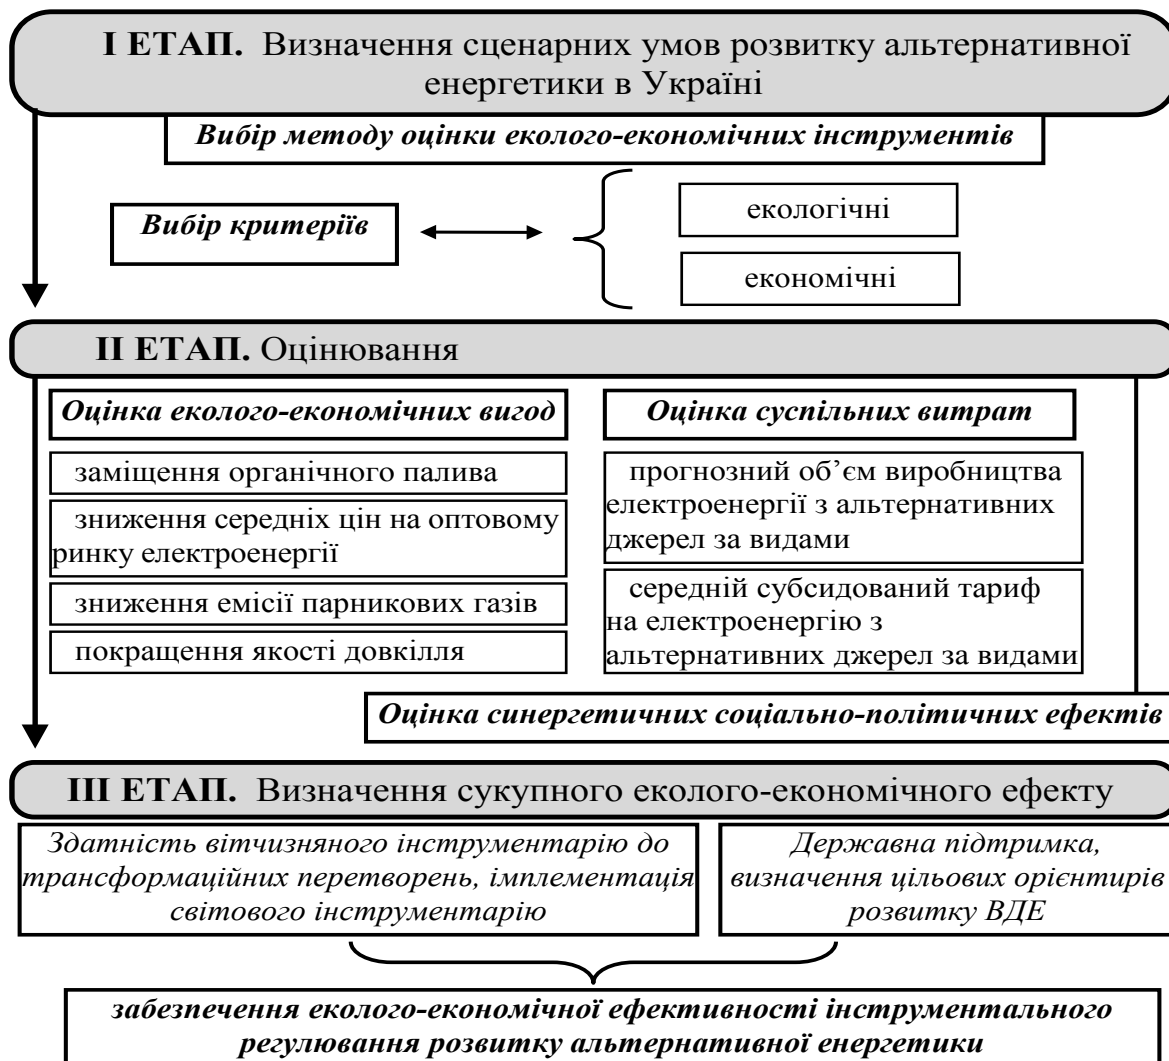 І ЕТАП. Визначення сценарних умов розвитку альтернативної
енергетики в Україні
Вибір методу оцінки еколого-економічних інструментів
Вибір критеріїв
екологічні
економічні
ІІ ЕТАП. Оцінювання
Оцінка еколого-економічних вигод
заміщення органічного палива
зниження середніх цін на оптовому
ринку електроенергії
зниження емісії парникових газів
покращення якості довкілля
Оцінка суспільних витрат
прогнозний об’єм виробництва
електроенергії з альтернативних
джерел за видами
середній субсидований тариф
на електроенергію з
альтернативних джерел за видами
Оцінка синергетичних соціально-політичних ефектів
ІІІ ЕТАП. Визначення сукупного еколого-економічного ефекту
Здатність вітчизняного інструментарію до
трансформаційних перетворень, імплементація
світового інструментарію
Державна підтримка,
визначення цільових орієнтирів
розвитку ВДЕ
забезпечення еколого-економічної ефективності інструментального
регулювання розвитку альтернативної енергетики